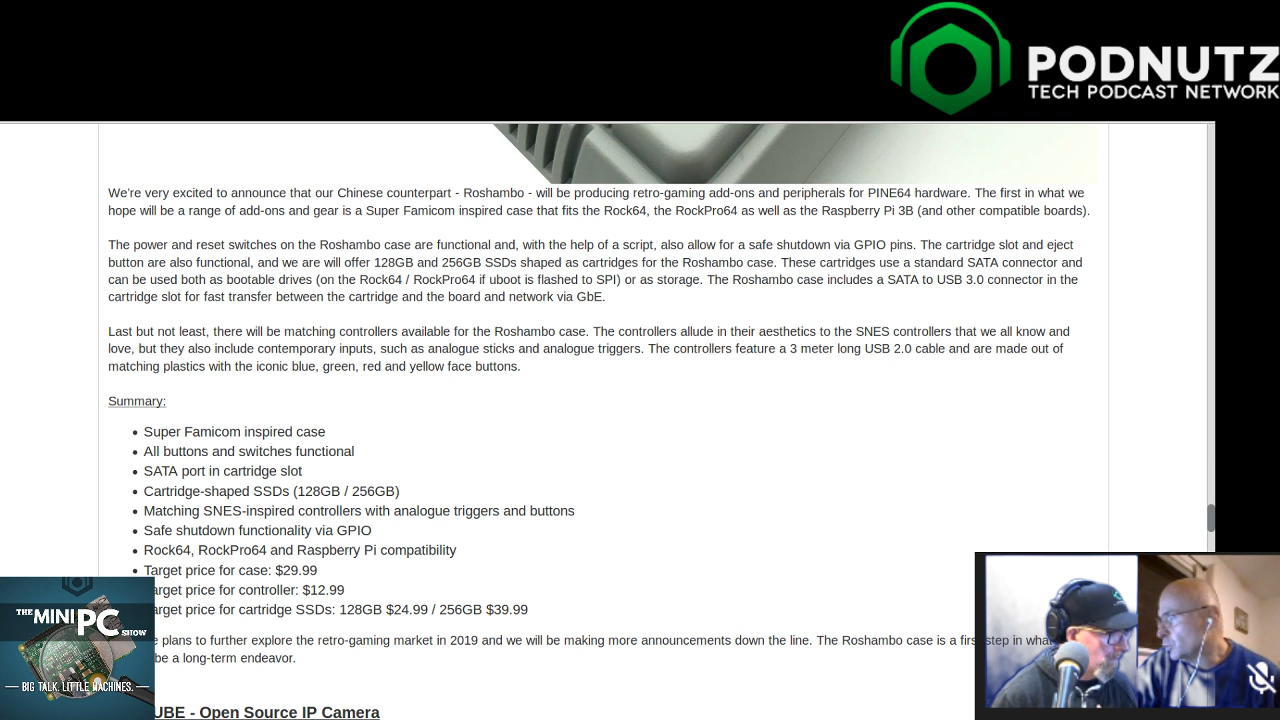 PODNUTZ
TECH PODCAST NETWORK
We're very excited to announce that our Chinese counterpart - Roshambo - will be producing retro-gaming add-ons and peripherals for PINE64 hardware. The first in what we
hope will be a range of add-ons and gear is a Super Famicom inspired case that fits the Rock64, the RockPro64 as well as the Raspberry Pi 3B (and other compatible boards).
The power and reset switches on the Roshambo case are functional and, with the help of a script, also allow for a safe shutdown via GPIO pins. The cartridge slot and eject
button are also functional, and we are will offer 128GB and 256GB SSDs shaped as cartridges for the Roshambo case. These cartridges use a standard SATA connector and
can be used both as bootable drives (on the Rock64 / RockPro64 if uboot is flashed to SPI) or as storage. The Roshambo case includes a SATA to USB 3.0 connector in the
cartridge slot for fast transfer between the cartridge and the board and network via GbE.
Last but not least, there will be matching controllers available for the Roshambo case. The controllers allude in their aesthetics to the SNES controllers that we all know and
love, but they also include contemporary inputs, such as analogue sticks and analogue triggers. The controllers feature a 3 meter long USB 2.0 cable and are made out of
matching plastics with the iconic blue, green, red and yellow face buttons.
Summary:
• Super Famicom inspired case
• All buttons and switches functional
• SATA port in cartridge slot
• Cartridge-shaped SSDs (128GB / 256GB)
• Matching SNES-inspired controllers with analogue triggers and buttons
• Safe shutdown functionality via GPIO
• Rock64, RockPro64 and Raspberry Pi compatibility
• Target price for case: $29.99
arget price for controller: $12.99
arget price for cartridge SSDs: 128GB $24.99 / 256GB $39.99
plans to further explore the retro-gaming market in 2019 and we will be making more announcements down the line. The Roshambo case is a first step in what
be a long-term endeavor.
UBE - Open Source IP Camera
THE MINI PC SHOW
BIG TALK. LITTLE MACHINES.